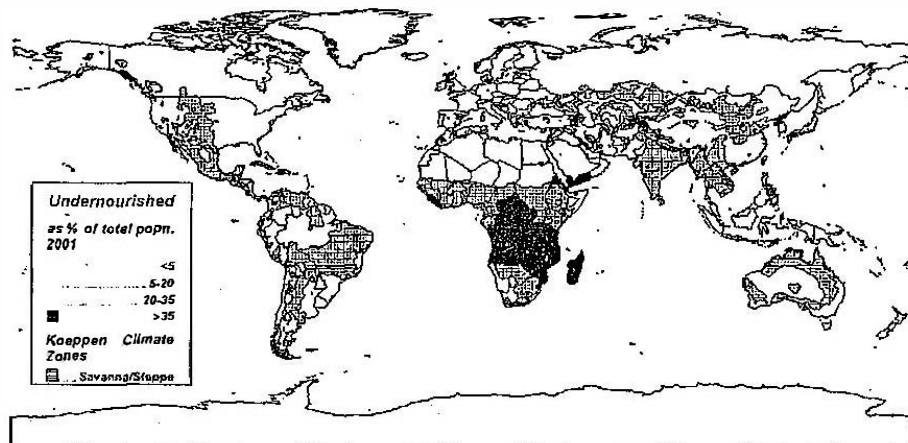 Undernourished
as % of total popn.
2001
<5
5-20
20-35
>35
Koeppen Climate
Zones
Savanna/Steppe